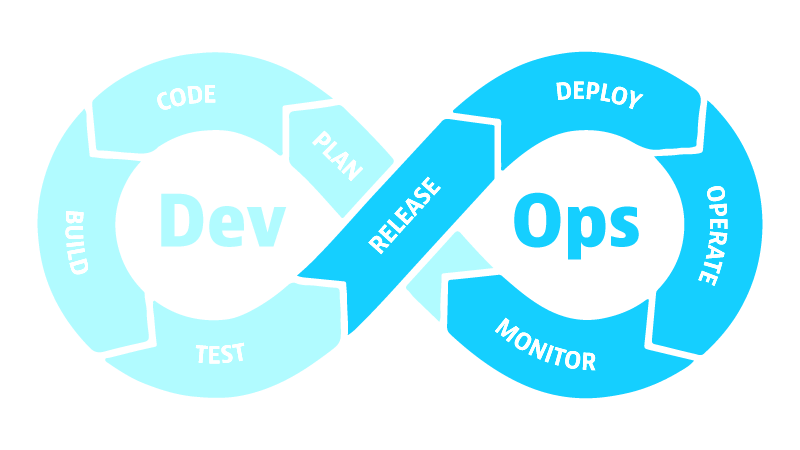 CODE
DEPLOY
PLAN
Dev
RELEASE
Ops
BUILD
OPERATE
TEST
MONITOR